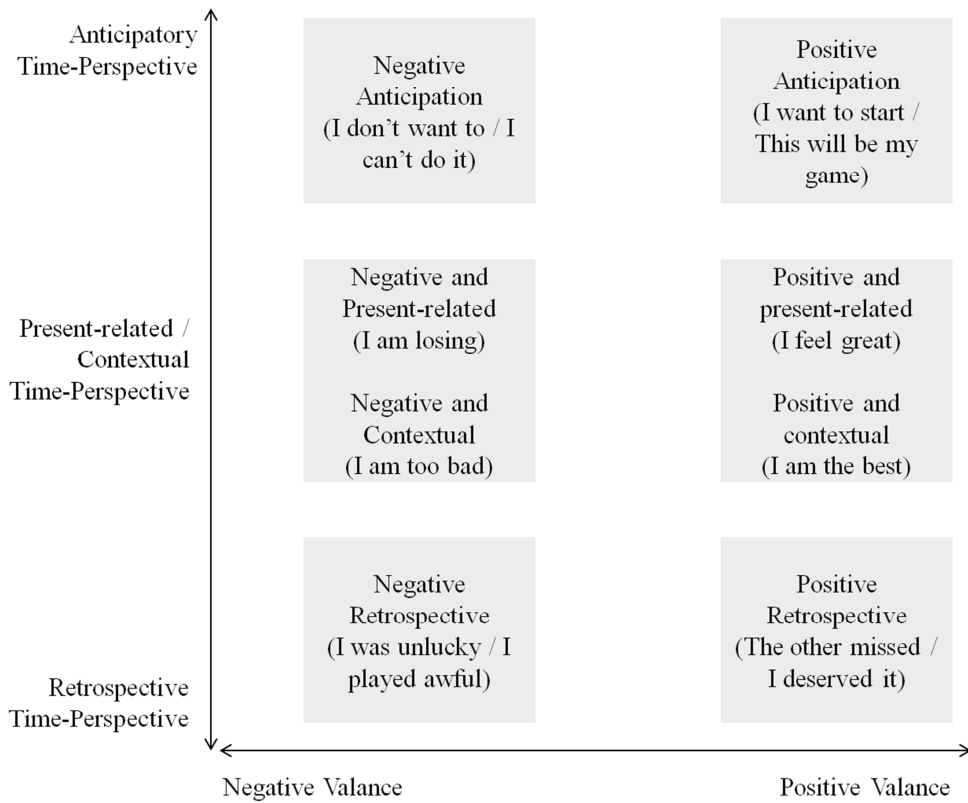 Anticipatory
Time-Perspective
Negative
Anticipation
(I don’t want to / I
can’t do it)
Positive
Anticipation
(I want to start /
This will be my
game)
Present-related /
Contextual
Time-Perspective
Negative and
Present-related
(I am losing)
Negative and
Contextual
(I am too bad)
Positive and
present-related
(I feel great)
Positive and
contextual
(I am the best)
Retrospective
Time-Perspective
Negative
Retrospective
(I was unlucky / I
played awful)
Positive
Retrospective
(The other missed /
I deserved it)
Negative Valance
Positive Valance